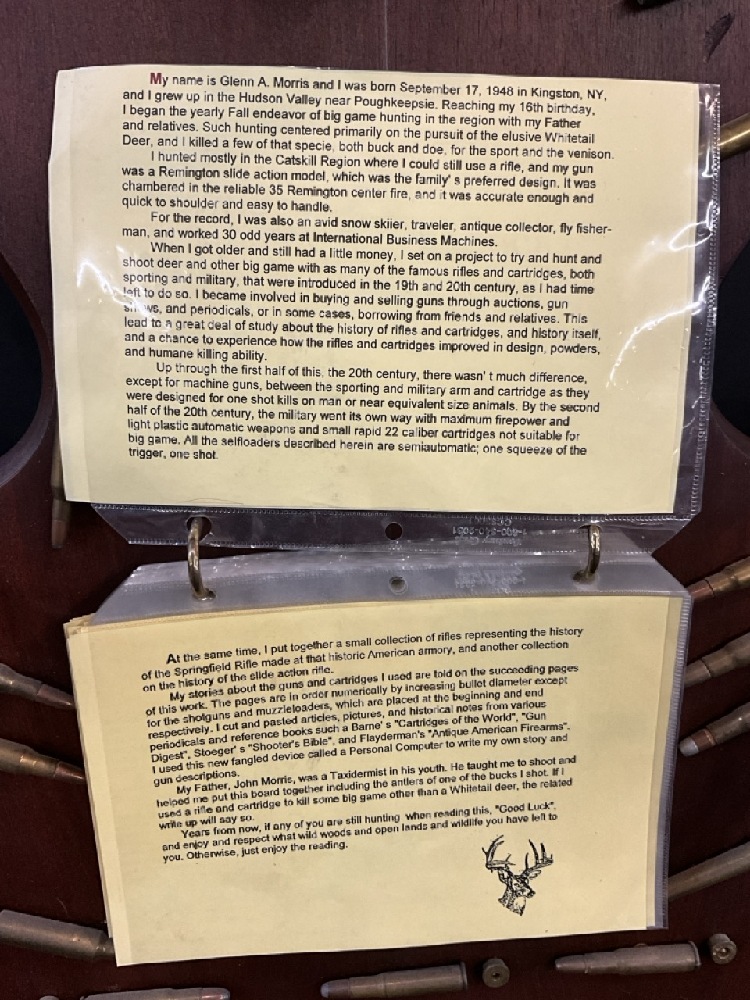 My name is Glenn A. Morris and I was born September 17, 1948 in Kingston, NY,
and I grew up in the Hudson Valley near Poughkeepsie. Reaching my 16th birthday,
I began the yearly Fall endeavor of big game hunting in the region with my Father
and relatives. Such hunting centered primarily on the pursuit of the elusive Whitetail
Deer, and I killed a few of that specie, both buck and doe, for the sport and the venison.
I hunted mostly in the Catskill Region where I could still use a rifle, and my gun
was a Remington slide action model, which was the family's preferred design. It was
chambered in the reliable 35 Remington center fire, and it was accurate enough and
quick to shoulder and easy to handle.
For the record, I was also an avid snow skiier, traveler, antique collector, fly fisher-
man, and worked 30 odd years at International Business Machines.
When I got older and still had a little money, I set on a project to try and hunt and
shoot deer and other big game with as many of the famous rifles and cartridges, both
sporting and military, that were introduced in the 19th and 20th century, as I had time
left to do so. I became involved in buying and selling guns through auctions, gun
shows, and periodicals, or in some cases, borrowing from friends and relatives. This
lead to a great deal of study about the history of rifles and cartridges, and history itself,
and a chance to experience how the rifles and cartridges improved in design, powders,
and humane killing ability.
Up through the first half of this, the 20th century, there wasn't much difference,
except for machine guns, between the sporting and military arm and cartridge as they
were designed for one shot kills on man or near equivalent size animals. By the second
half of the 20th century, the military went its own way with maximum firepower and
light plastic automatic weapons and small rapid 22 caliber cartridges not suitable for
big game. All the selfloaders described herein are semiautomatic; one squeeze of the
trigger, one shot.
At the same time, I put together a small collection of rifles representing the history
of the Springfield Rifle made at that historic American armory, and another collection
on the history of the slide action rifle.
My stories about the guns and cartridges I used are told on the succeeding pages
of this work. The pages are in order numerically by increasing bullet diameter except
for the shotguns and muzzleloaders, which are placed at the beginning and end
respectively. I cut and pasted articles, pictures, and historical notes from various
periodicals and reference books such a Barne's "Cartridges of the World", "Gun
Digest", Stoeger's "Shooter's Bible", and Flayderman's "Antique American Firearms".
I used this new fangled device called a Personal Computer to write my own story and
gun descriptions.
My Father, John Morris, was a Taxidermist in his youth. He taught me to shoot and
helped me put this board together including the antlers of one of the bucks I shot. If I
used a rifle and cartridge to kill some big game other than a Whitetail deer, the related
write up will say so.
Years from now, if any of you are still hunting when reading this, "Good Luck",
and enjoy and respect what wild woods and open lands and wildlife you have left to
you. Otherwise, just enjoy the reading.